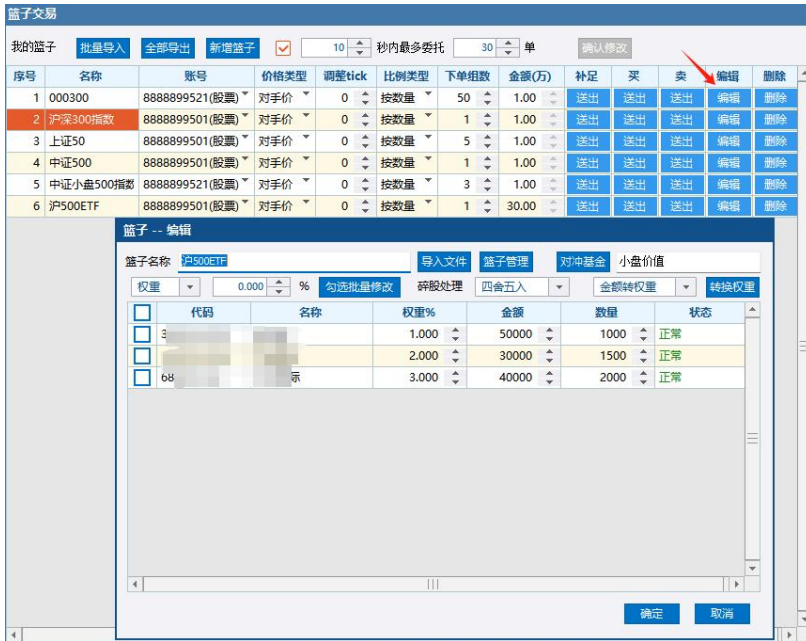 篮子交易
我的篮子 批量导入 全部导出 新增篮子 10 秒内最多委托 30 单 确认修改
序号 名称 账号 价格类型 调整tick 比例类型 下单组数 金额(万) 补足 买 卖 编辑 删除
1 000300 8888899521(股票) 对手价 0 按数量 50 1.00 送出 送出 送出 编辑 删除
2 沪深300指数 8888899501(股票) 对手价 0 按数量 1 1.00 送出 送出 送出 编辑 删除
3 上证50 8888899501(股票) 对手价 0 按数量 5 1.00 送出 送出 送出 编辑 删除
4 中证500 8888899501(股票) 对手价 0 按数量 1 1.00 送出 送出 送出 编辑 删除
5 中证小盘500指数 8888899521(股票) 对手价 0 按数量 3 1.00 送出 送出 送出 编辑 删除
6 沪500ETF 8888899501(股票) 对手价 0 按数量 1 30.00 送出 送出 送出 编辑 删除
篮子 -- 编辑
篮子名称 沪500ETF 导入文件 篮子管理 对冲基金 小盘价值
权重 0.000 % 勾选批量修改 碎股处理 四舍五入 金额转权重 转换权重
代码 名称 权重% 金额 数量 状态
1.000 50000 1000 正常
2.000 30000 1500 正常
68 标 3.000 40000 2000 正常
确定 取消